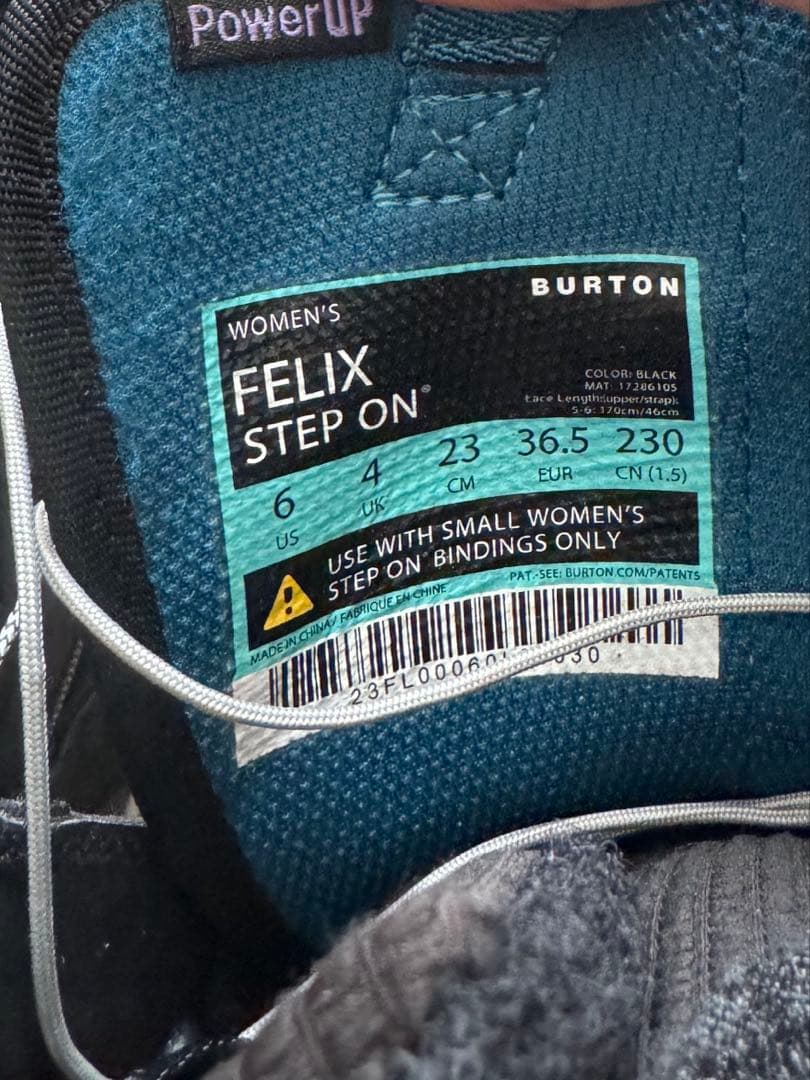 PowerUP
BURTON
WOMEN'S
FELIX
STEP ON®
COLOR: BLACK
MAT: 17286105
Lace Length:(upper/strap):
5-6: 170cm/46cm
6 4 23 36.5 230
US UK CM EUR CN (1.5)
USE WITH SMALL WOMEN'S
STEP ON® BINDINGS ONLY
PAT.-SEE: BURTON.COM/PATENTS
MADE IN CHINA / FABRIQUE EN CHINE